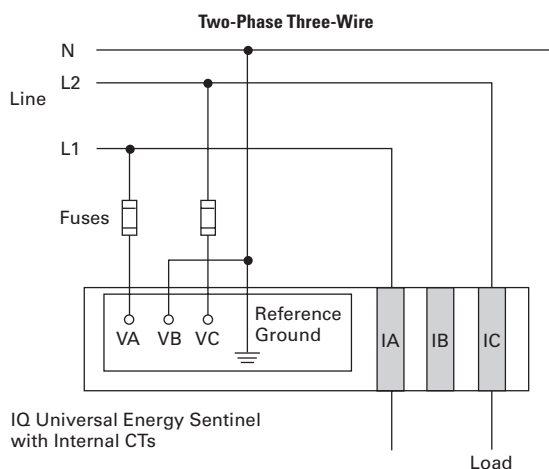 Two-Phase Three-Wire
N
L2
Line
L1
Fuses
Reference
Ground
VA VB VC
IA IB IC
IQ Universal Energy Sentinel
with Internal CTs
Load